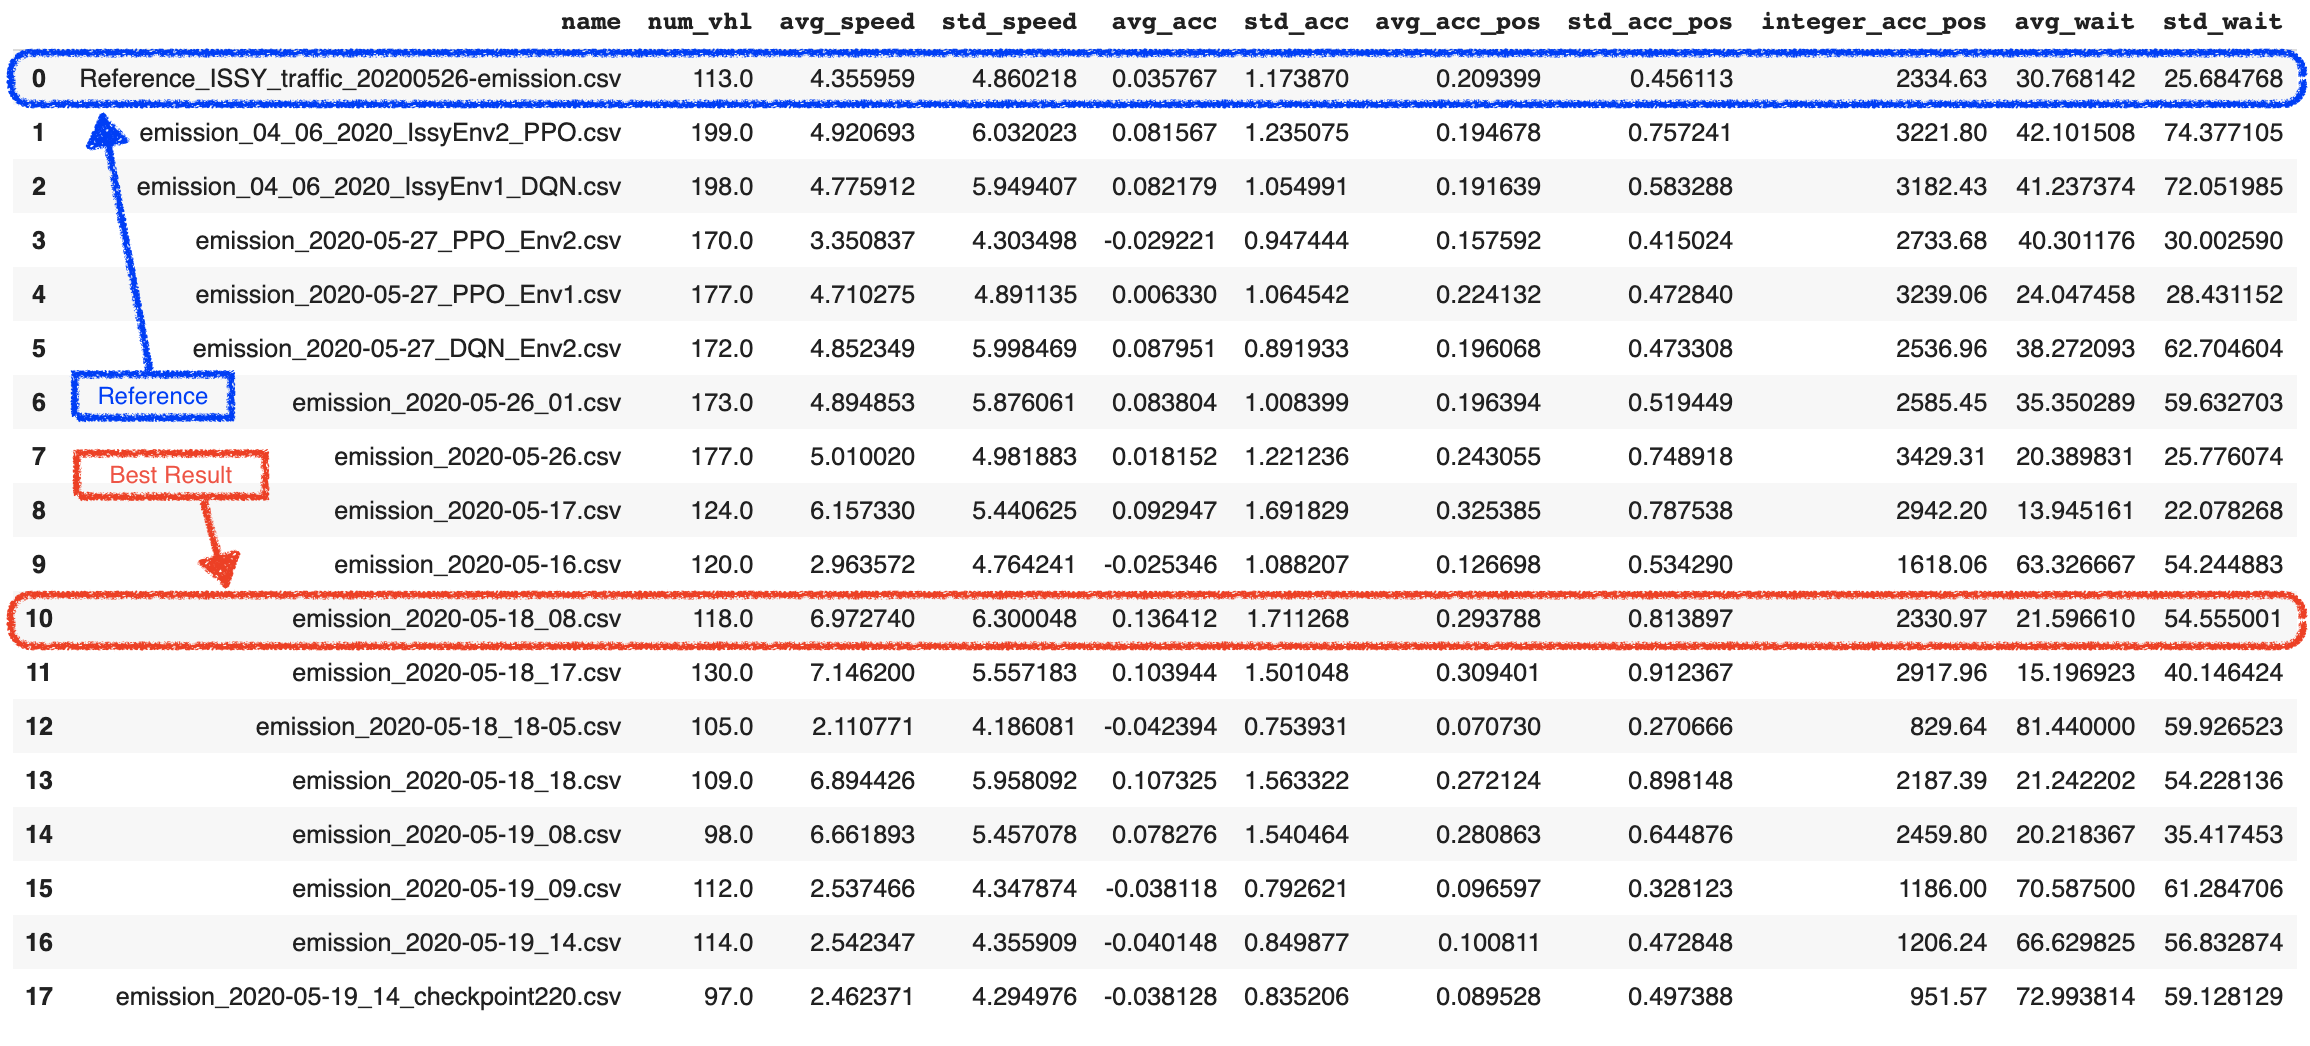 name num_vhl avg_speed std_speed avg_acc std_acc avg_acc_pos std_acc_pos integer_acc_pos avg_wait std_wait
0 Reference_ISSY_traffic_20200526-emission.csv 113.0 4.355959 4.860218 0.035767 1.173870 0.209399 0.456113 2334.63 30.768142 25.684768
1 emission_04_06_2020_IssyEnv2_PPO.csv 199.0 4.920693 6.032023 0.081567 1.235075 0.194678 0.757241 3221.80 42.101508 74.377105
2 emission_04_06_2020_IssyEnv1_DQN.csv 198.0 4.775912 5.949407 0.082179 1.054991 0.191639 0.583288 3182.43 41.237374 72.051985
3 emission_2020-05-27_PPO_Env2.csv 170.0 3.350837 4.303498 -0.029221 0.947444 0.157592 0.415024 2733.68 40.301176 30.002590
4 emission_2020-05-27_PPO_Env1.csv 177.0 4.710275 4.891135 0.006330 1.064542 0.224132 0.472840 3239.06 24.047458 28.431152
5 emission_2020-05-27_DQN_Env2.csv 172.0 4.852349 5.998469 0.087951 0.891933 0.196068 0.473308 2536.96 38.272093 62.704604
Reference
6 emission_2020-05-26_01.csv 173.0 4.894853 5.876061 0.083804 1.008399 0.196394 0.519449 2585.45 35.350289 59.632703
7 emission_2020-05-26.csv 177.0 5.010020 4.981883 0.018152 1.221236 0.243055 0.748918 3429.31 20.389831 25.776074
Best Result
8 emission_2020-05-17.csv 124.0 6.157330 5.440625 0.092947 1.691829 0.325385 0.787538 2942.20 13.945161 22.078268
9 emission_2020-05-16.csv 120.0 2.963572 4.764241 -0.025346 1.088207 0.126698 0.534290 1618.06 63.326667 54.244883
10 emission_2020-05-18_08.csv 118.0 6.972740 6.300048 0.136412 1.711268 0.293788 0.813897 2330.97 21.596610 54.555001
11 emission_2020-05-18_17.csv 130.0 7.146200 5.557183 0.103944 1.501048 0.309401 0.912367 2917.96 15.196923 40.146424
12 emission_2020-05-18_18-05.csv 105.0 2.110771 4.186081 -0.042394 0.753931 0.070730 0.270666 829.64 81.440000 59.926523
13 emission_2020-05-18_18.csv 109.0 6.894426 5.958092 0.107325 1.563322 0.272124 0.898148 2187.39 21.242202 54.228136
14 emission_2020-05-19_08.csv 98.0 6.661893 5.457078 0.078276 1.540464 0.280863 0.644876 2459.80 20.218367 35.417453
15 emission_2020-05-19_09.csv 112.0 2.537466 4.347874 -0.038118 0.792621 0.096597 0.328123 1186.00 70.587500 61.284706
16 emission_2020-05-19_14.csv 114.0 2.542347 4.355909 -0.040148 0.849877 0.100811 0.472848 1206.24 66.629825 56.832874
17 emission_2020-05-19_14_checkpoint220.csv 97.0 2.462371 4.294976 -0.038128 0.835206 0.089528 0.497388 951.57 72.993814 59.128129